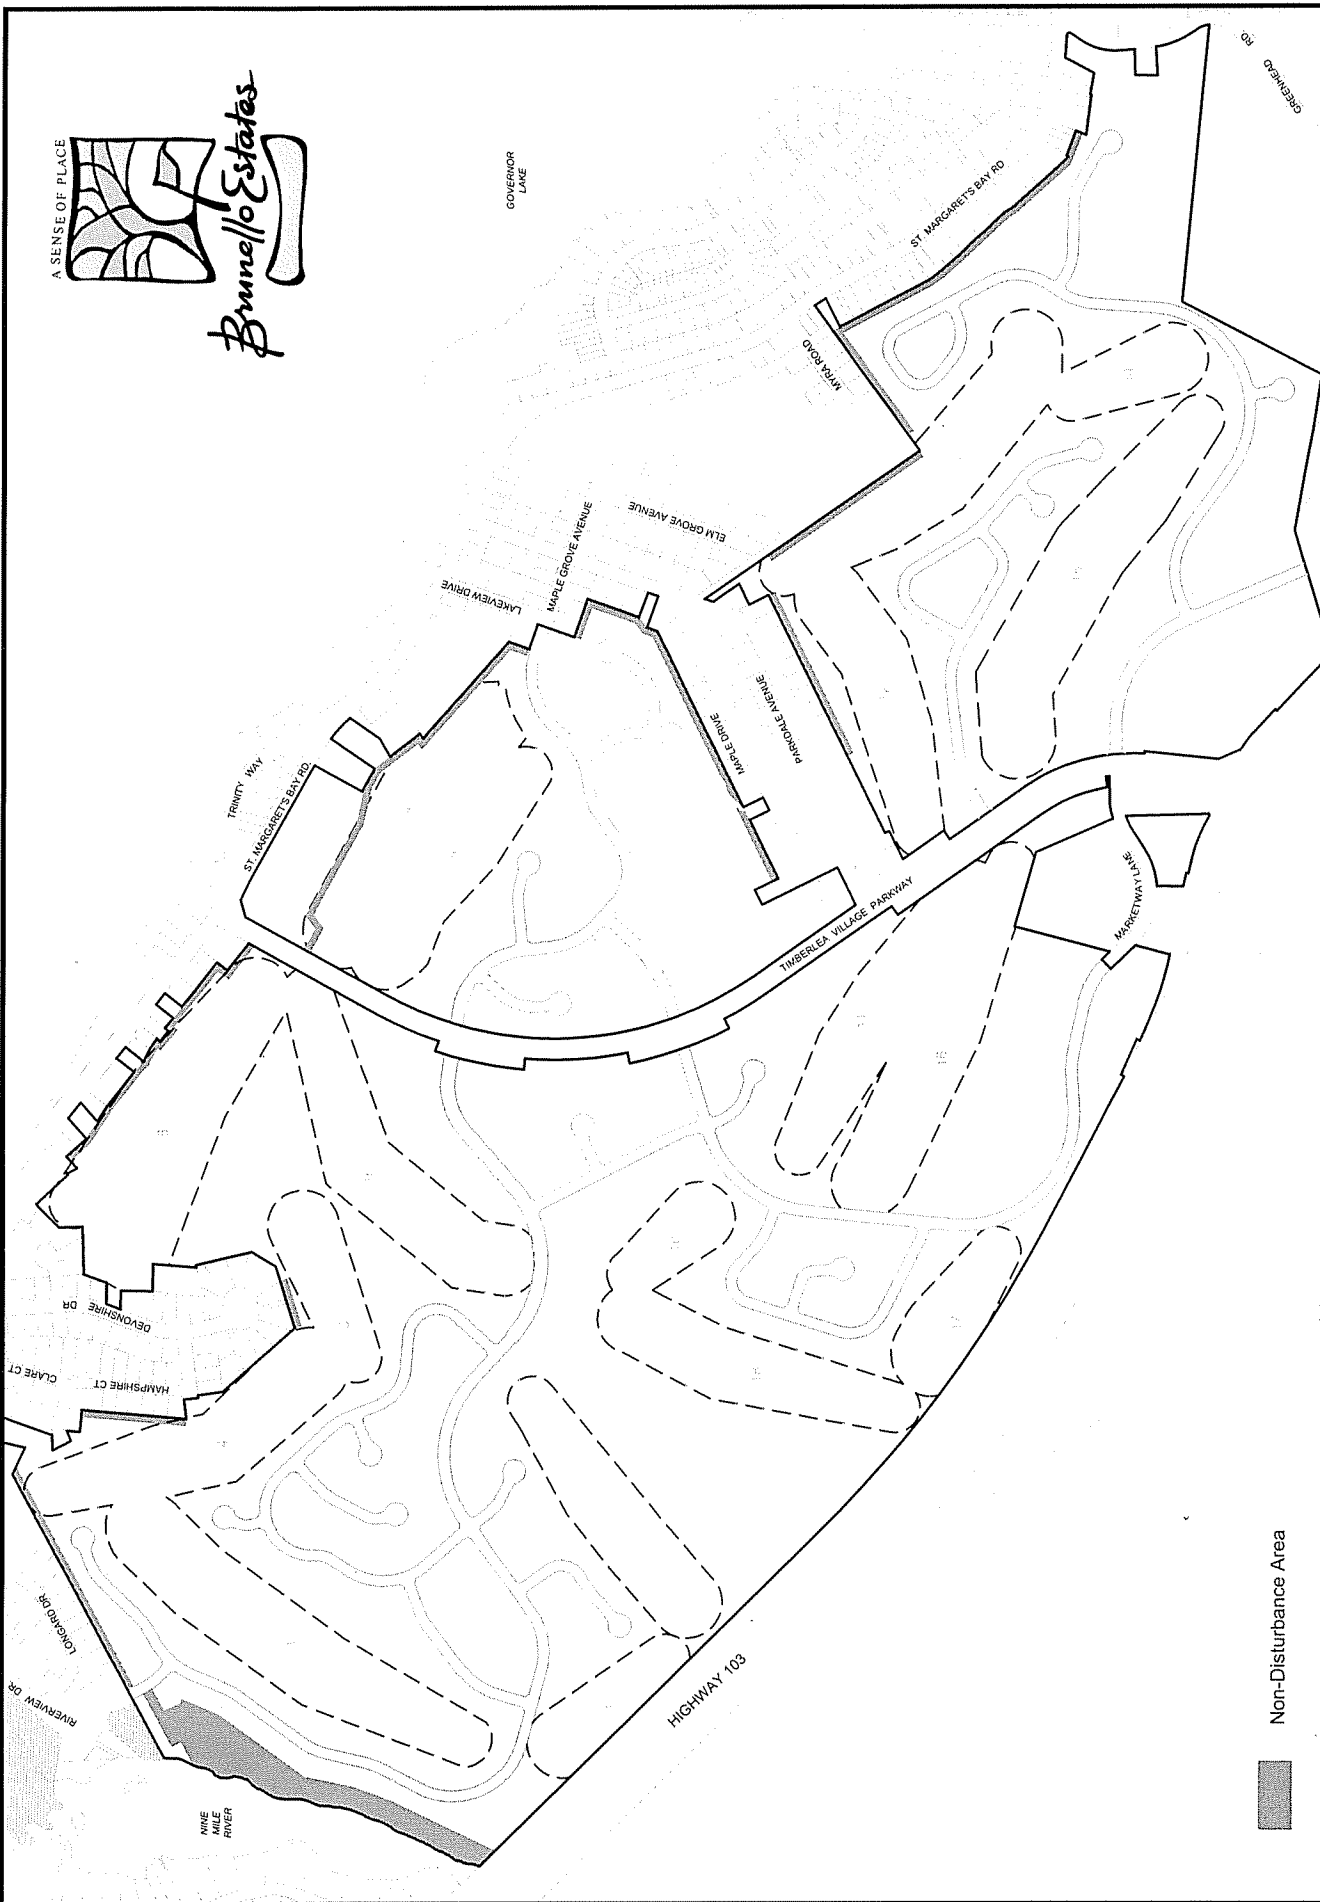 A SENSE OF PLACE
Brunello Estates
GOVERNOR
LAKE
GREENHEAD
RD.
ST. MARGARET'S BAY RD
MYRA ROAD
ELM GROVE AVENUE
MAPLE GROVE AVENUE
LAKEVIEW DRIVE
PARKDALE AVENUE
MAPLE DRIVE
TRINITY WAY
ST. MARGARET'S BAY RD.
TIMBERLEA VILLAGE PARKWAY
MARKETWAY LANE
DEVONSHIRE DR
HAMPSHIRE CT
CLARE CT
LONGARD DR.
RIVERVIEW DR
NINE
MILE
RIVER
HIGHWAY 103
Non-Disturbance Area